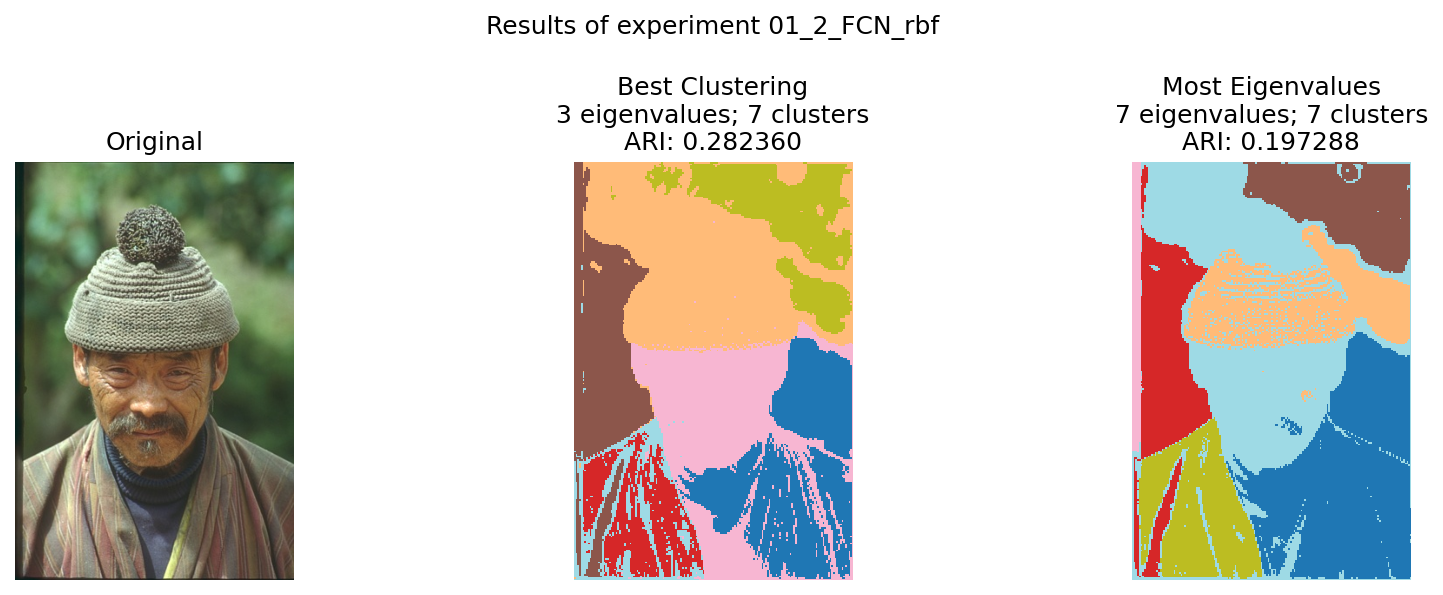 Results of experiment 01_2_FCN_rbf
Original
Best Clustering
3 eigenvalues; 7 clusters
ARI: 0.282360
Most Eigenvalues
7 eigenvalues; 7 clusters
ARI: 0.197288